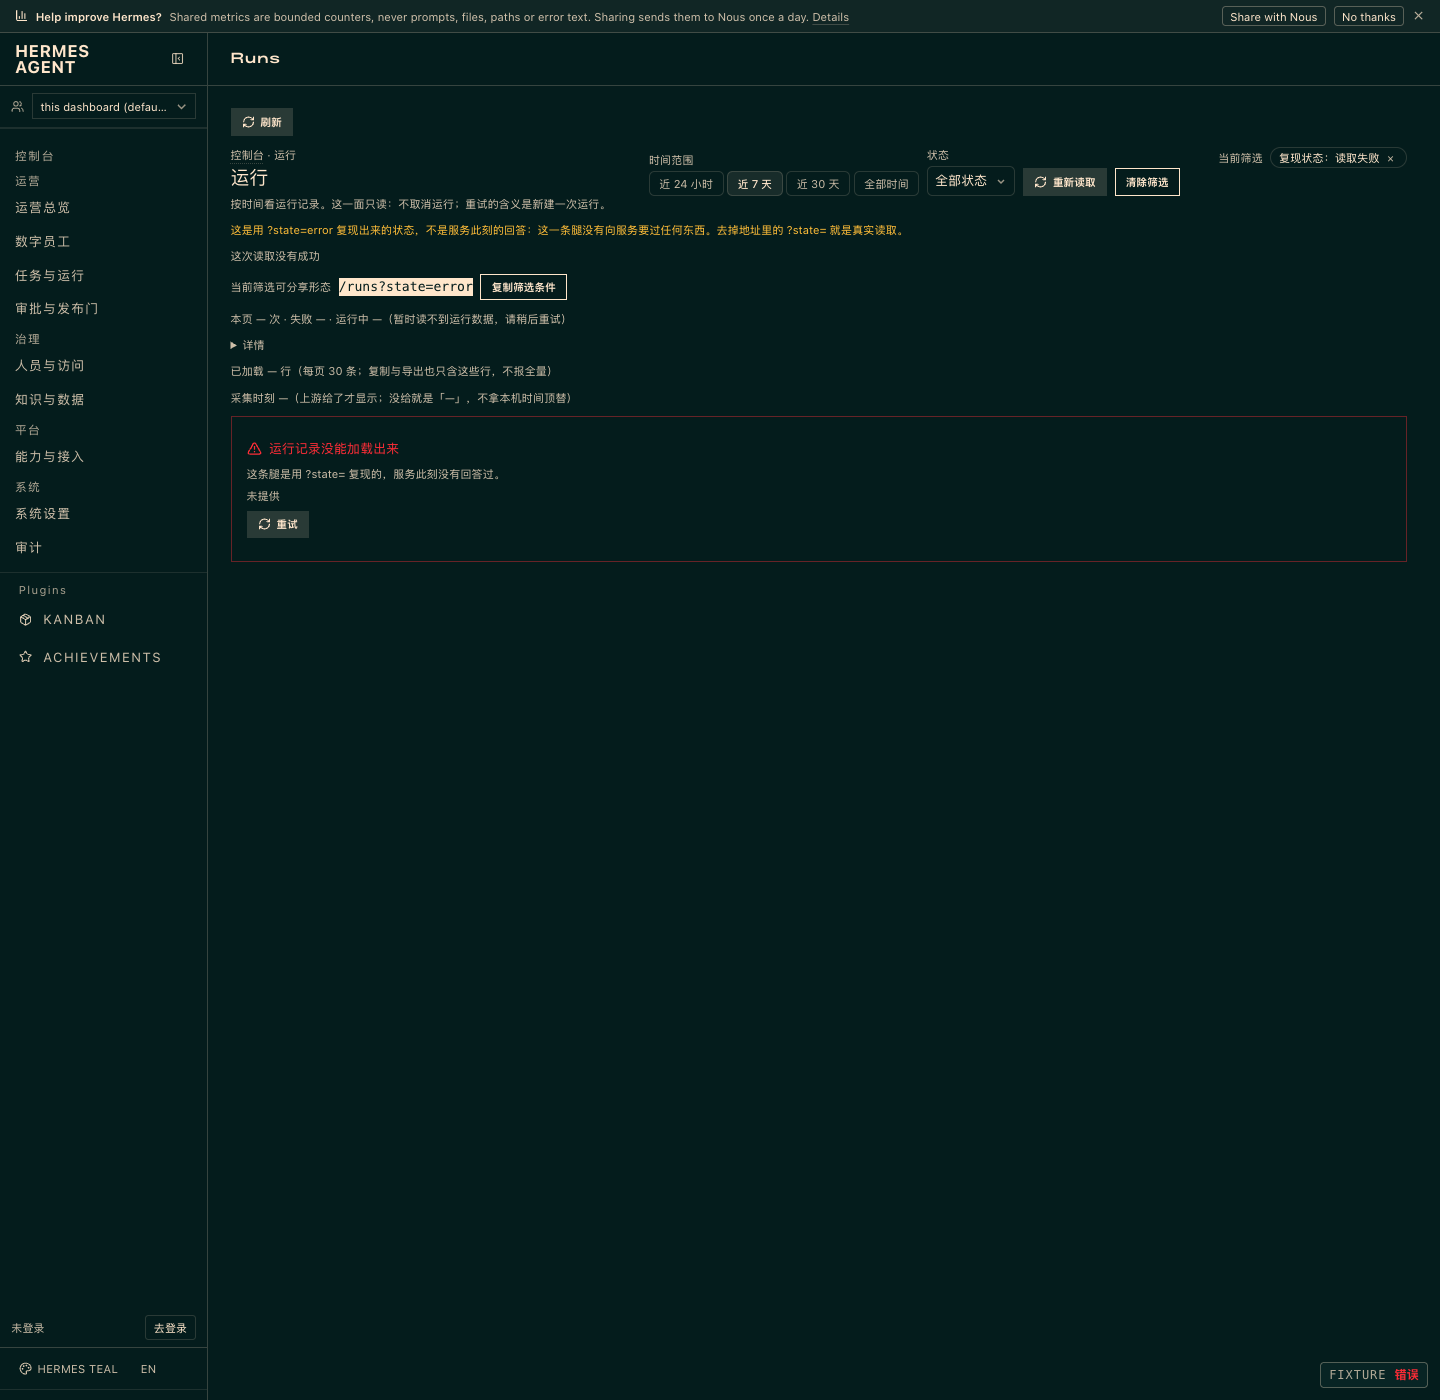 Help improve Hermes? Shared metrics are bounded counters, never prompts, files, paths or error text. Sharing sends them to Nous once a day. Details
Share with Nous
No thanks
×
HERMES
AGENT
Runs
this dashboard (defau...
控制台
运营
运营总览
数字员工
任务与运行
审批与发布门
治理
人员与访问
知识与数据
平台
能力与接入
系统
系统设置
审计
Plugins
KANBAN
ACHIEVEMENTS
未登录
去登录
HERMES TEAL
EN
刷新
控制台 · 运行
运行
按时间看运行记录。这一面只读：不取消运行；重试的含义是新建一次运行。
时间范围
近 24 小时
近 7 天
近 30 天
全部时间
状态
全部状态
重新读取
清除筛选
当前筛选
复现状态：读取失败 ×
这是用 ?state=error 复现出来的状态，不是服务此刻的回答：这一条腿没有向服务要过任何东西。去掉地址里的 ?state= 就是真实读取。
这次读取没有成功
当前筛选可分享形态 /runs?state=error 复制筛选条件
本页 — 次 · 失败 — · 运行中 —（暂时读不到运行数据，请稍后重试）
详情
已加载 — 行（每页 30 条；复制与导出也只含这些行，不报全量）
采集时刻 —（上游给了才显示；没给就是「—」，不拿本机时间顶替）
运行记录没能加载出来
这条腿是用 ?state= 复现的，服务此刻没有回答过。
未提供
重试
FIXTURE 错误